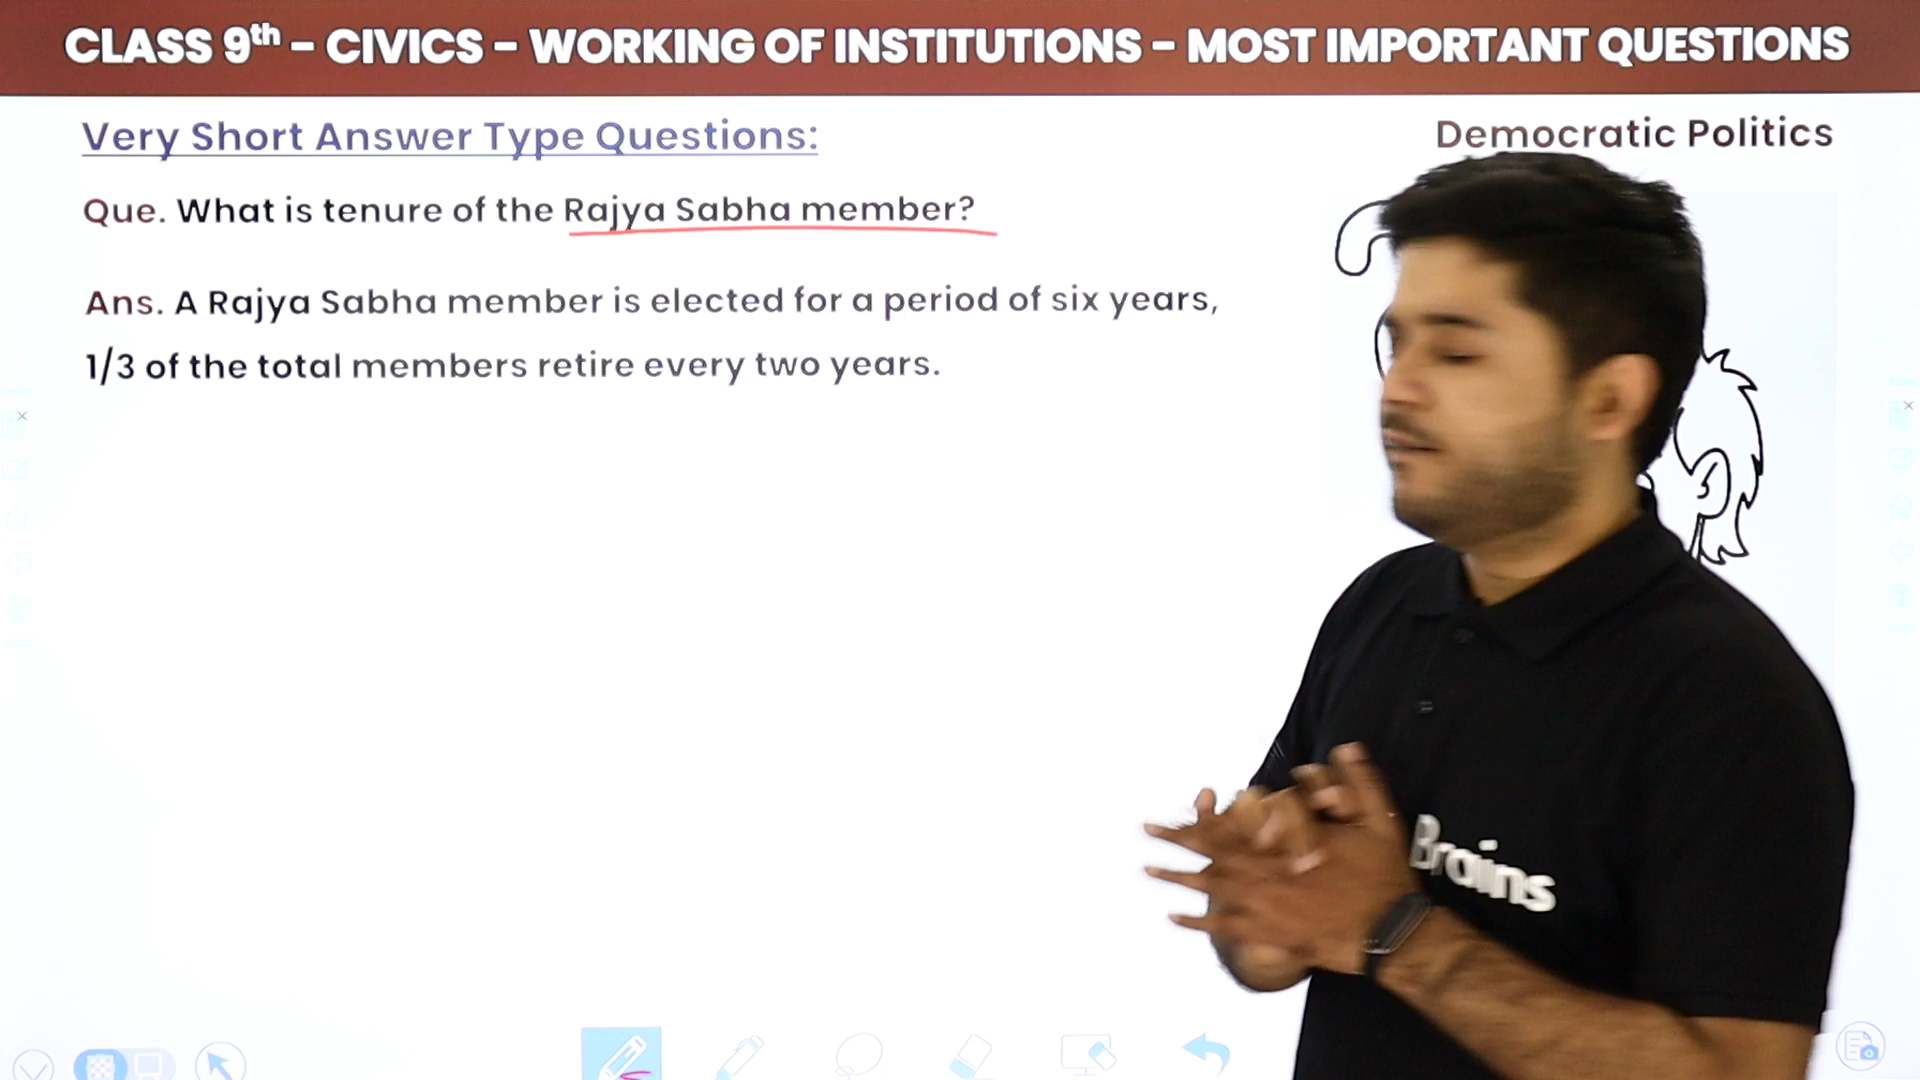 CLASS 9th – CIVICS – WORKING OF INSTITUTIONS – MOST IMPORTANT QUESTIONS
Very Short Answer Type Questions:
Democratic Politics
Que. What is tenure of the Rajya Sabha member?
Ans. A Rajya Sabha member is elected for a period of six years,
1/3 of the total members retire every two years.
Brains